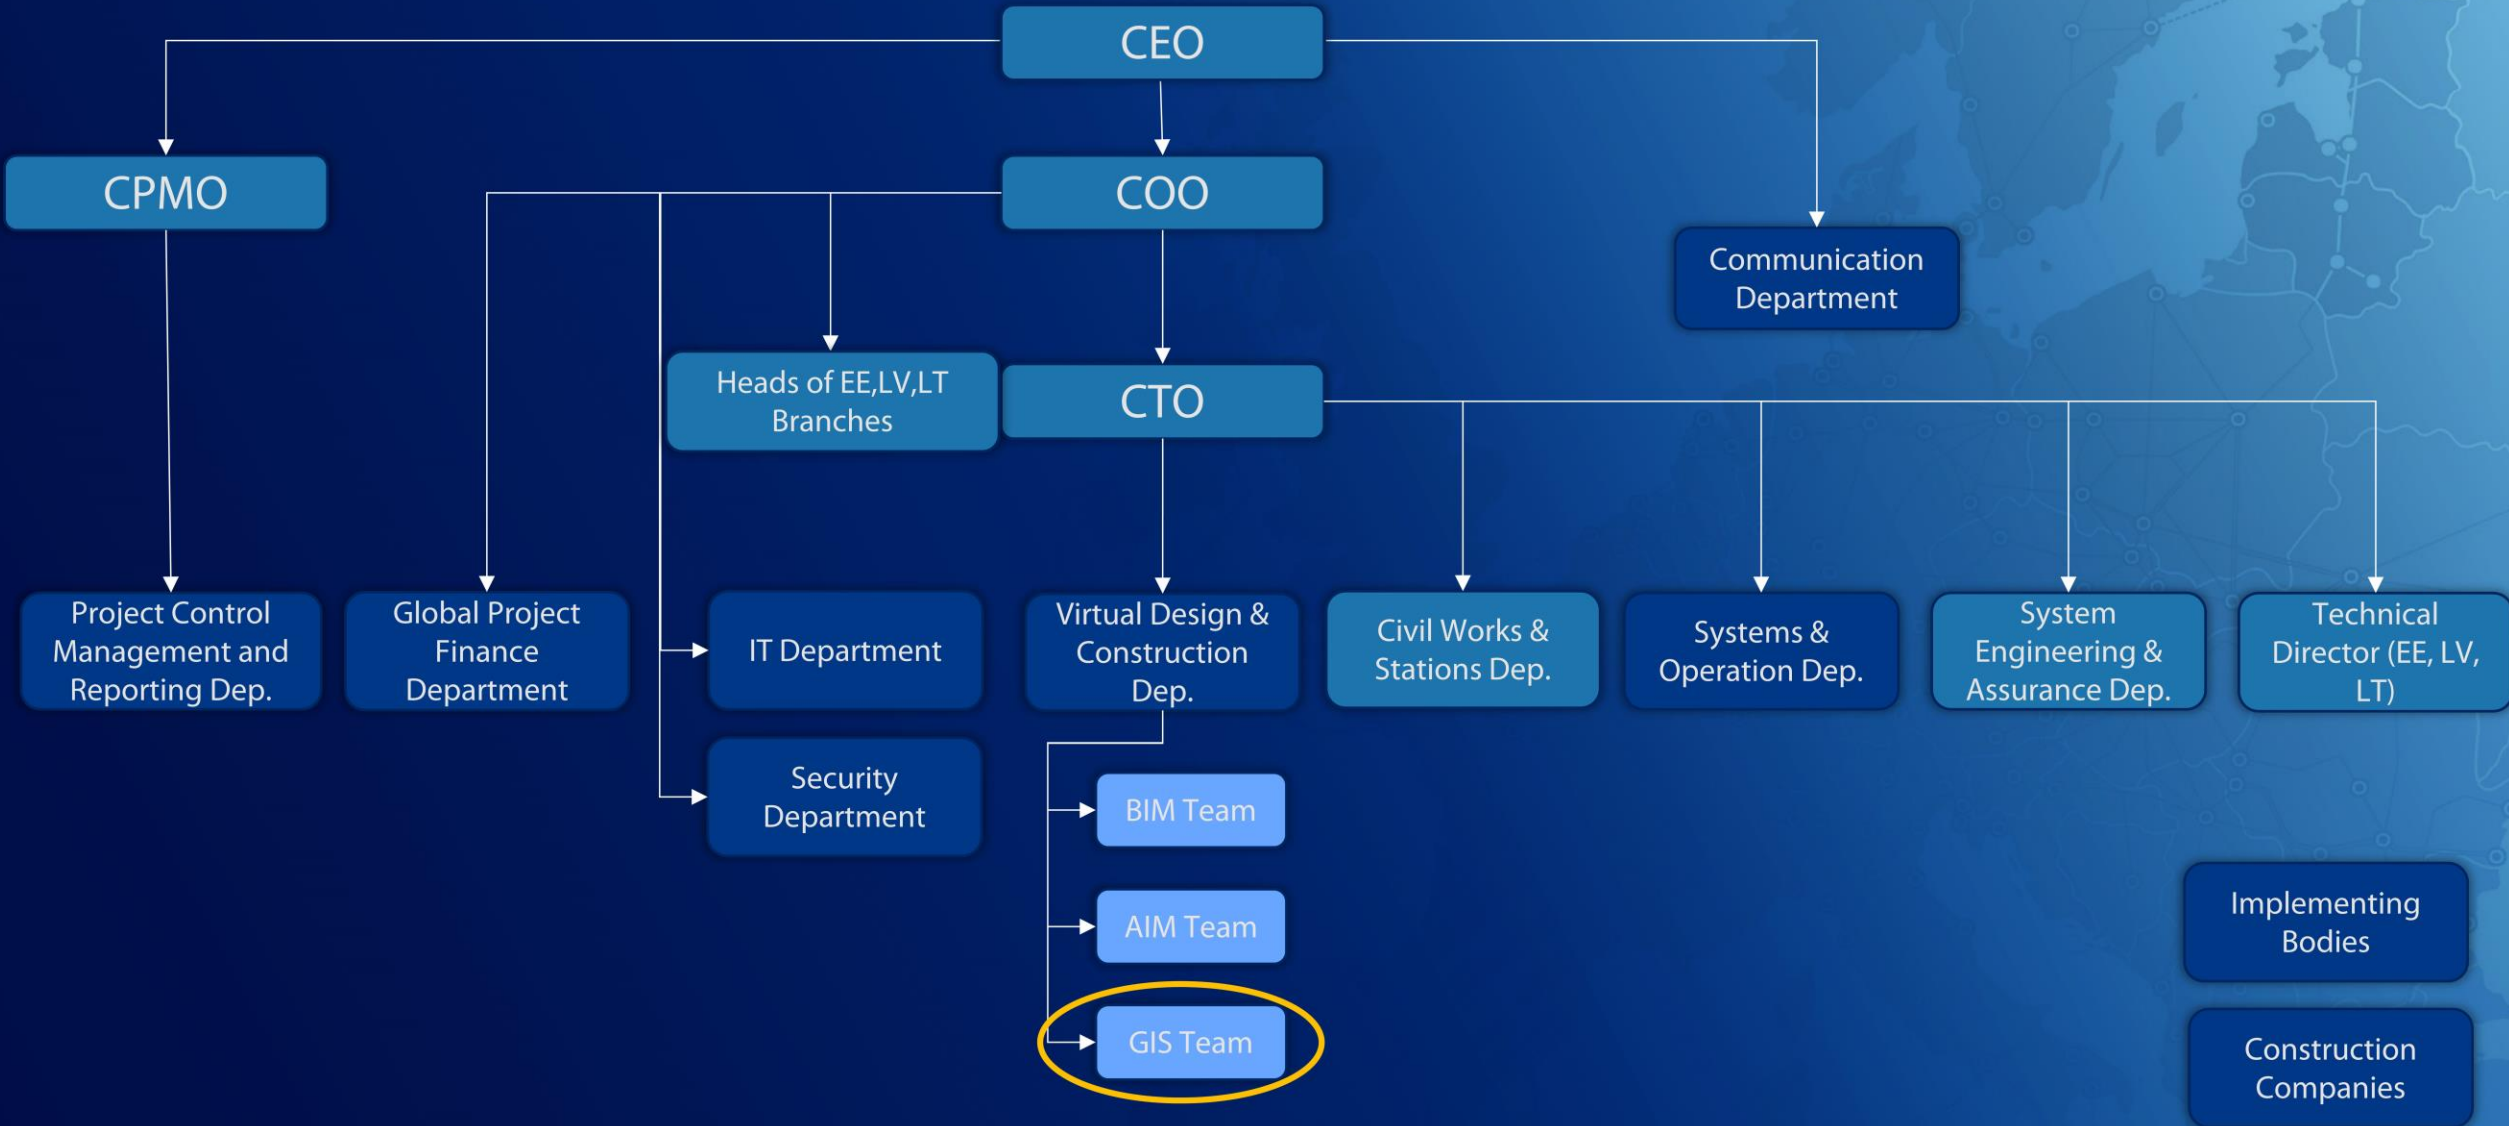 CEO
CPMO
COO
Communication
Department
Heads of EE,LV,LT
Branches
CTO
Project Control
Management and
Reporting Dep.
Global Project
Finance
Department
IT Department
Virtual Design &
Construction
Dep.
Civil Works &
Stations Dep.
Systems &
Operation Dep.
System
Engineering &
Assurance Dep.
Technical
Director (EE, LV,
LT)
Security
Department
BIM Team
AIM Team
GIS Team
Implementing
Bodies
Construction
Companies